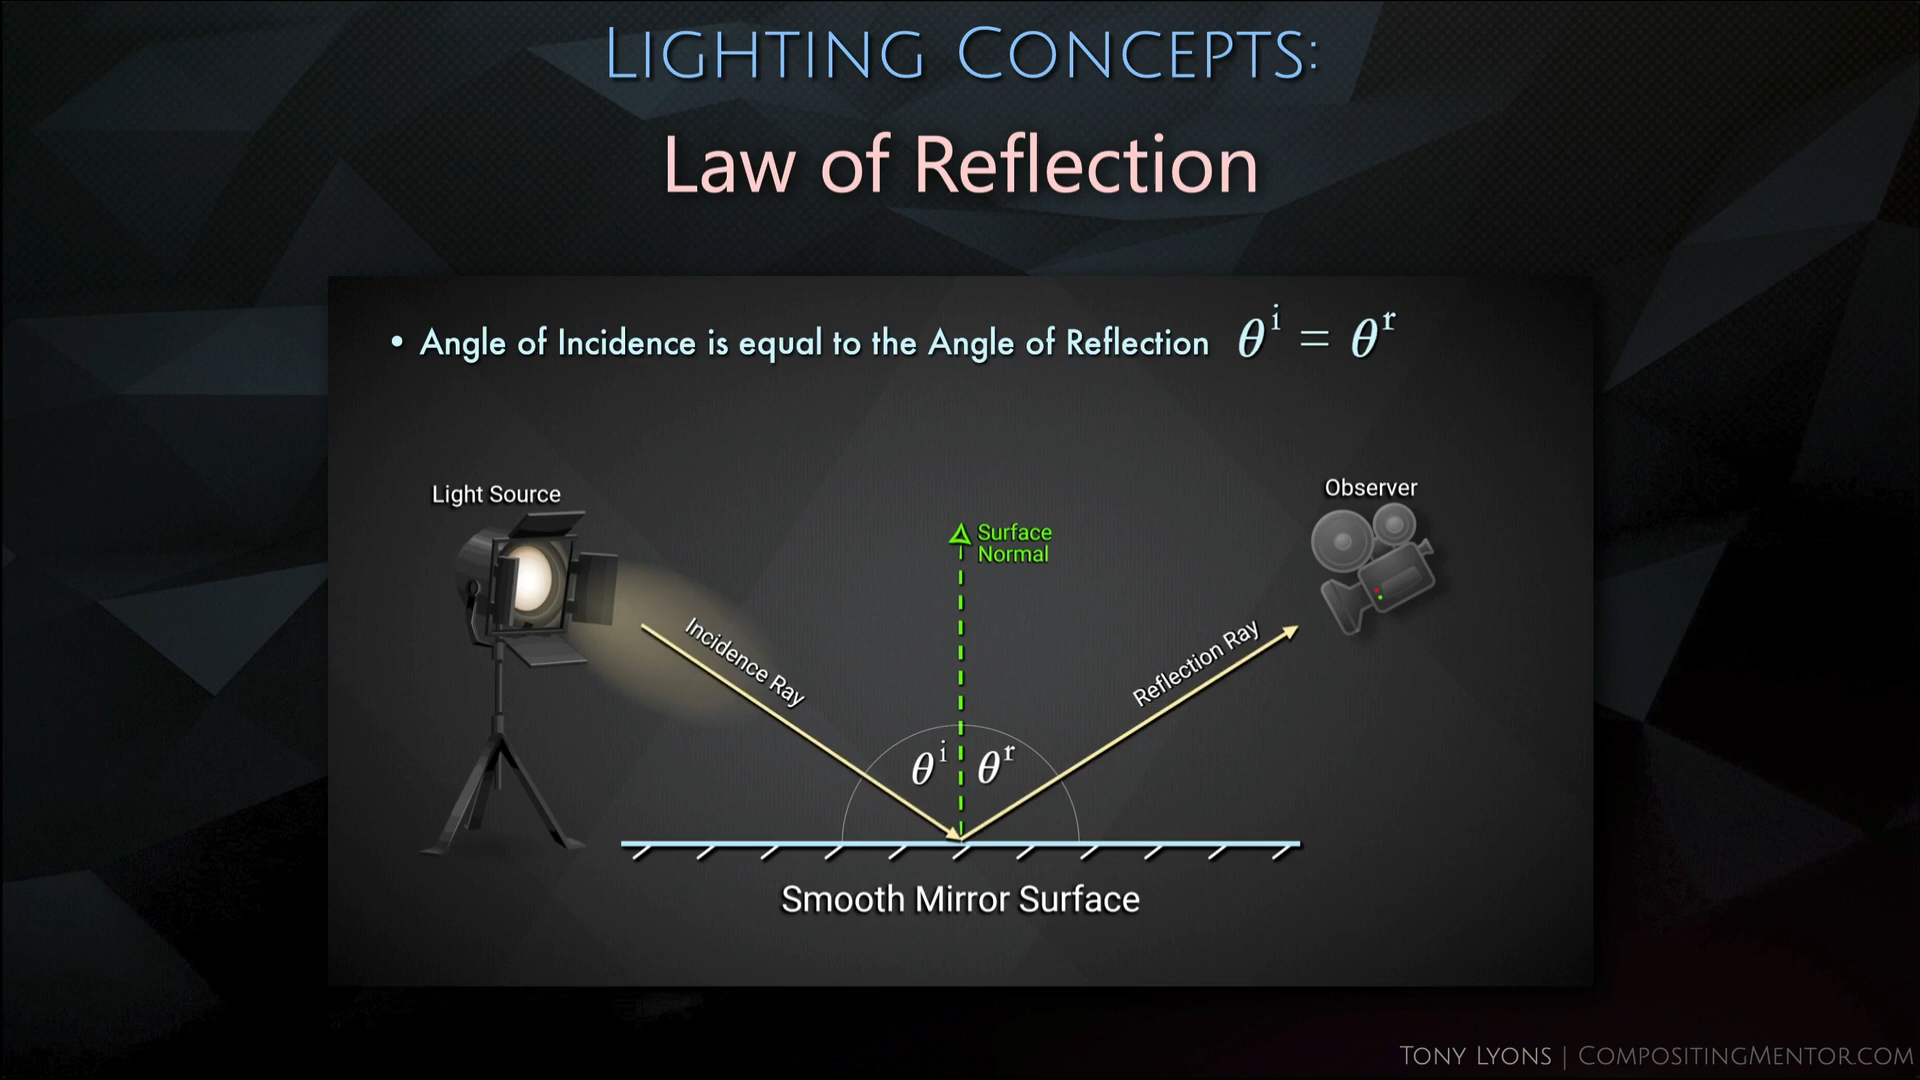 LIGHTING CONCEPTS:
Law of Reflection
• Angle of Incidence is equal to the Angle of Reflection θⁱ = θʳ
Light Source
Observer
Surface
Normal
Incidence Ray
Reflection Ray
θⁱ θʳ
Smooth Mirror Surface
TONY LYONS | COMPOSITINGMENTOR.COM